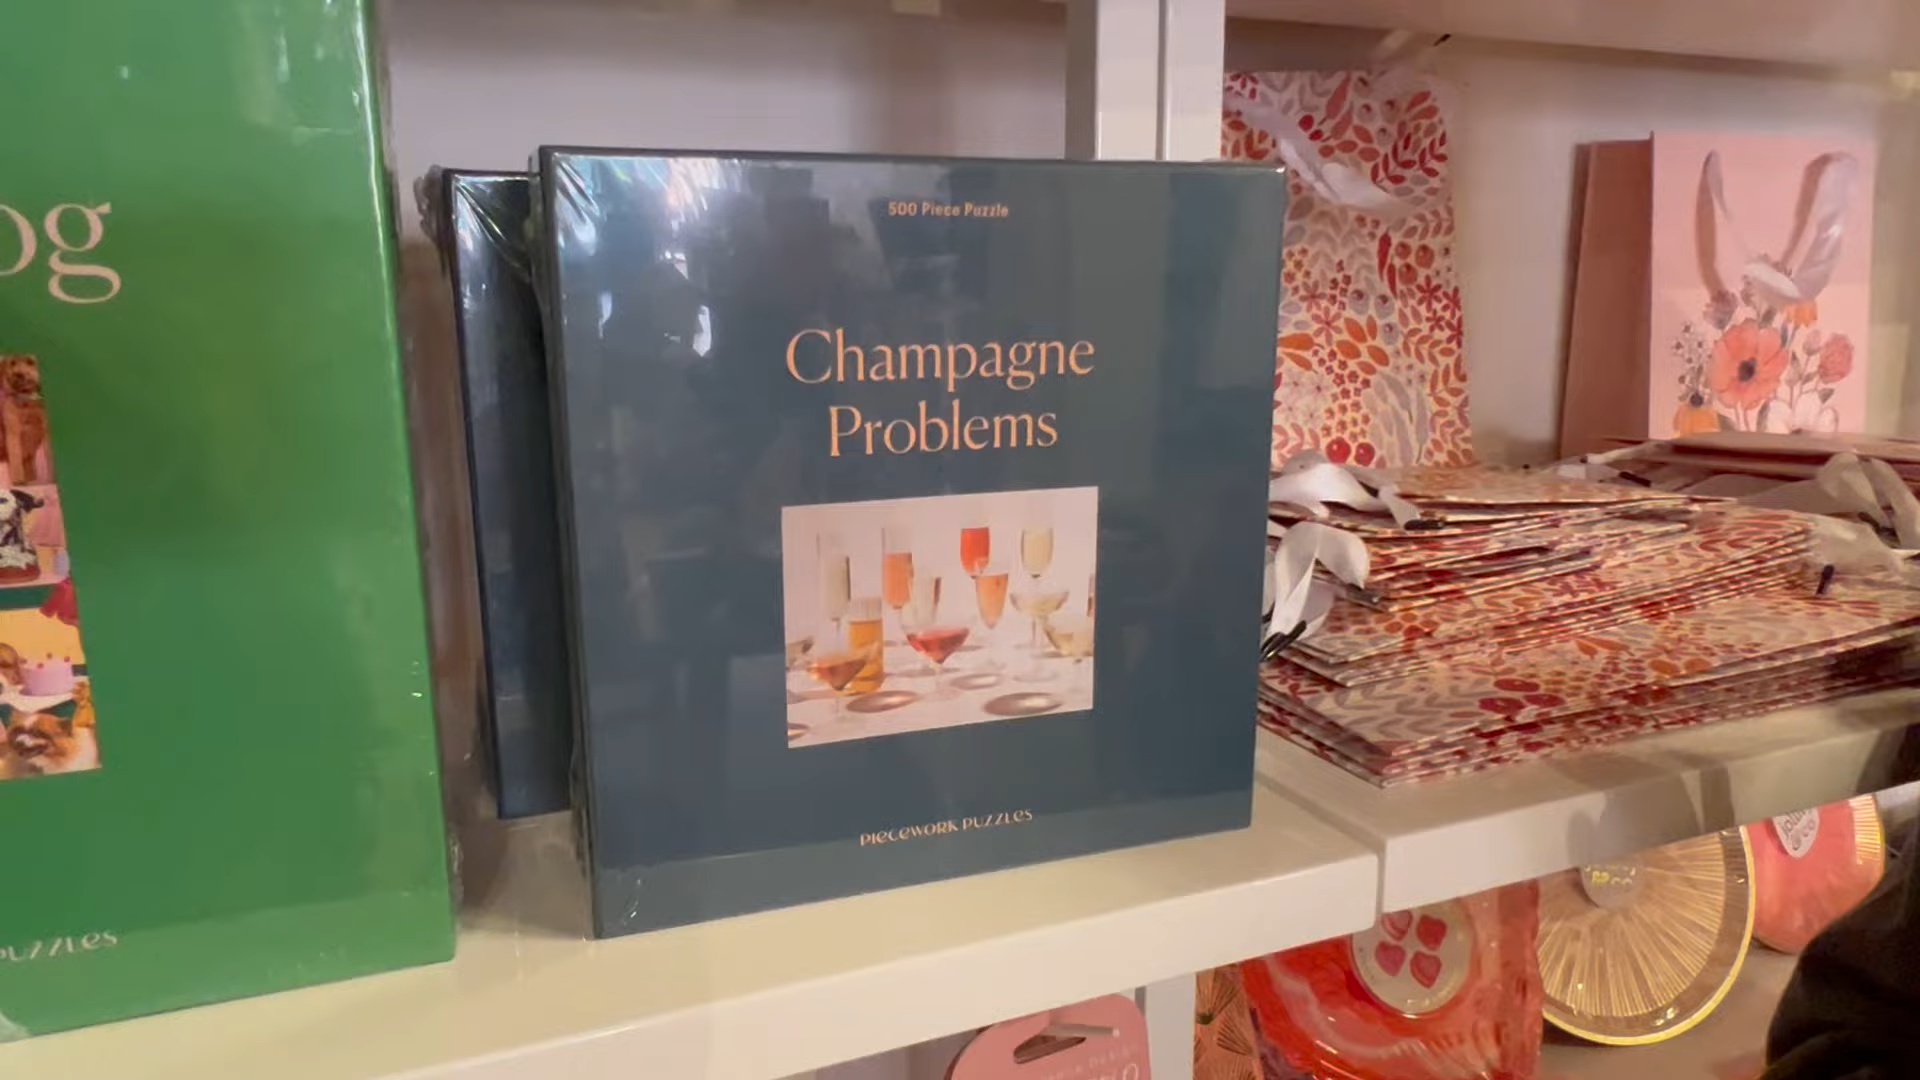 og
PUZZLES
500 Piece Puzzle
Champagne
Problems
PIECEWORK PUZZLES